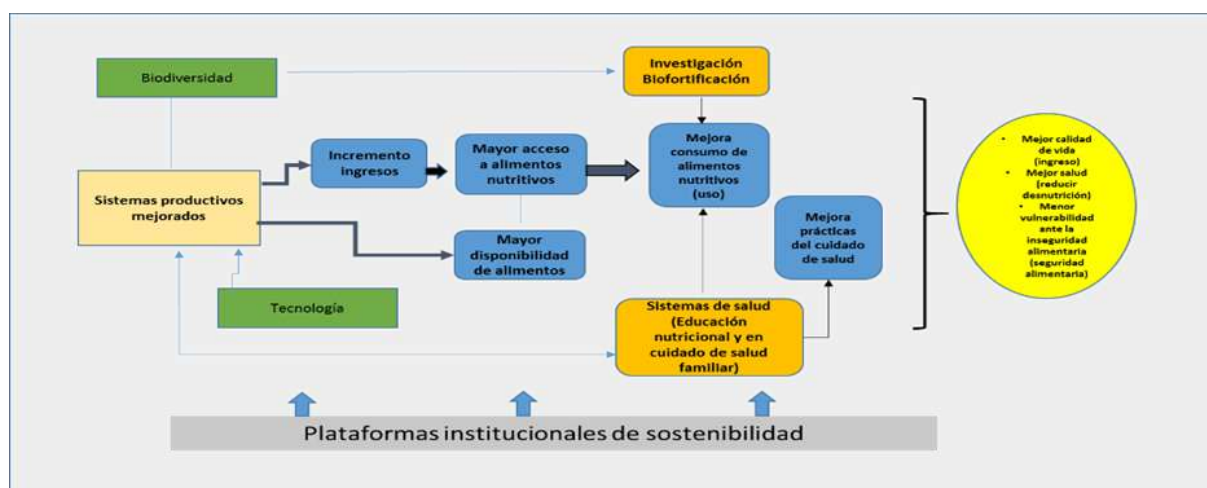 Biodiversidad
Investigación
Biofortificación
Incremento
ingresos
Mayor acceso
a alimentos
nutritivos
Mejora
consumo de
alimentos
nutritivos
(uso)
Sistemas productivos
mejorados
Mayor
disponibilidad
de alimentos
Mejora
prácticas
del cuidado
de salud
Tecnología
Sistemas de salud
(Educación
nutricional y en
cuidado de salud
familiar)
• Mejor calidad
de vida
(ingreso)
• Mejor salud
(reducir
desnutrición)
• Menor
vulnerabilidad
ante la
inseguridad
alimentaria
(seguridad
alimentaria)
Plataformas institucionales de sostenibilidad